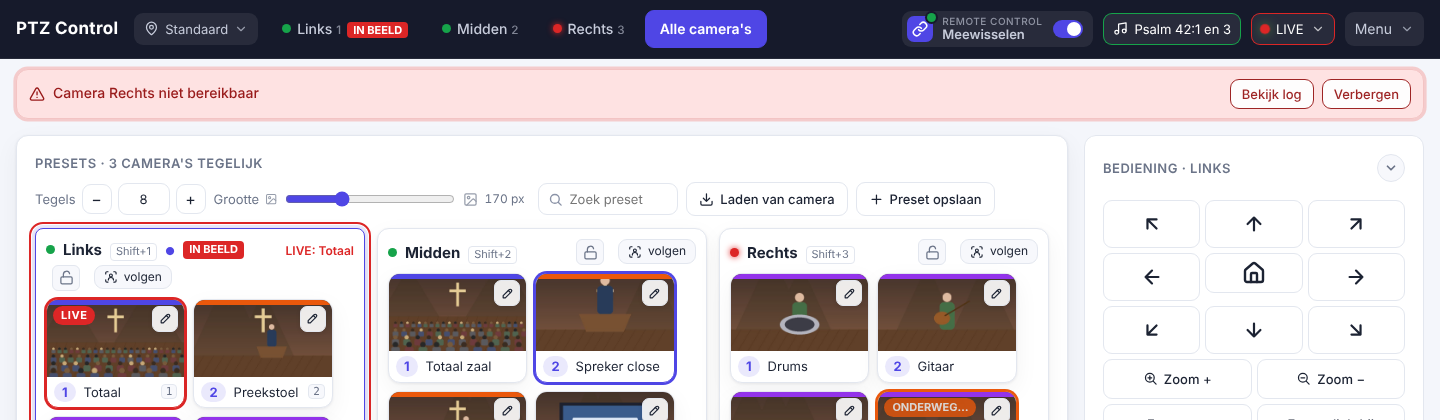 PTZ Control Standaard Links 1 IN BEELD Midden 2 Rechts 3 Alle camera's REMOTE CONTROL Meewisselen Psalm 42:1 en 3 LIVE Menu
Camera Rechts niet bereikbaar Bekijk log Verbergen
PRESETS · 3 CAMERA'S TEGELIJK
BEDIENING · LINKS
Tegels − 8 + Grootte 170 px Zoek preset Laden van camera + Preset opslaan
Links Shift+1 IN BEELD LIVE: Totaal
volgen
Midden Shift+2 volgen
Rechts Shift+3 volgen
LIVE
1 Totaal 1
2 Preekstoel 2
1 Totaal zaal
2 Spreker close
1 Drums
2 Gitaar
ONDERWEG...
Zoom +
Zoom −